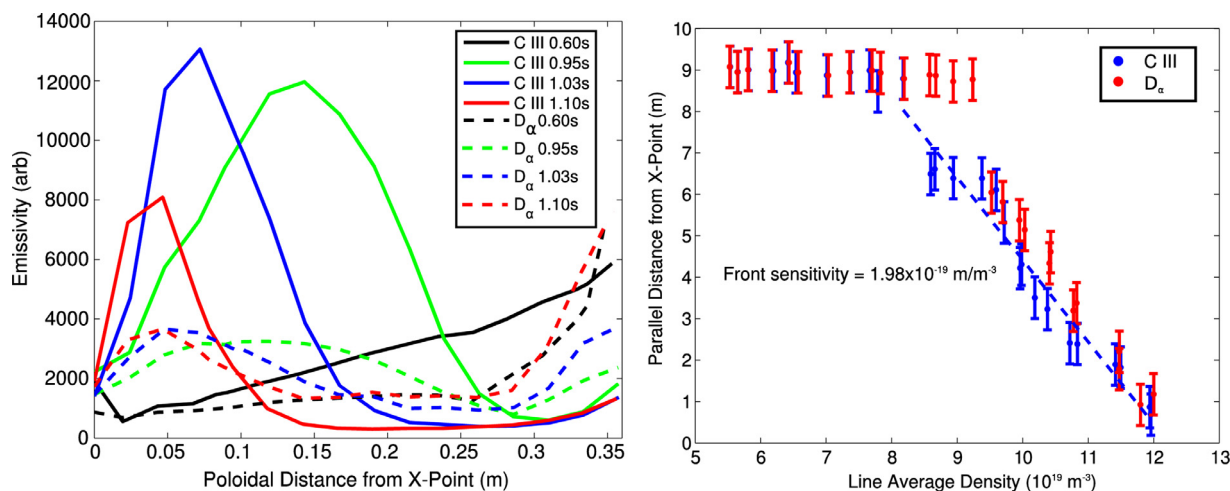 14000
12000
10000
8000
6000
4000
2000
0
Emissivity (arb)
0 0.05 0.1 0.15 0.2 0.25 0.3 0.35
Poloidal Distance from X-Point (m)
C III 0.60s
C III 0.95s
C III 1.03s
C III 1.10s
Dα 0.60s
Dα 0.95s
Dα 1.03s
Dα 1.10s
10
9
8
7
6
5
4
3
2
1
0
Parallel Distance from X-Point (m)
C III
Dα
Front sensitivity = 1.98x10⁻¹⁹ m/m⁻³
5 6 7 8 9 10 11 12 13
Line Average Density (10¹⁹ m⁻³)